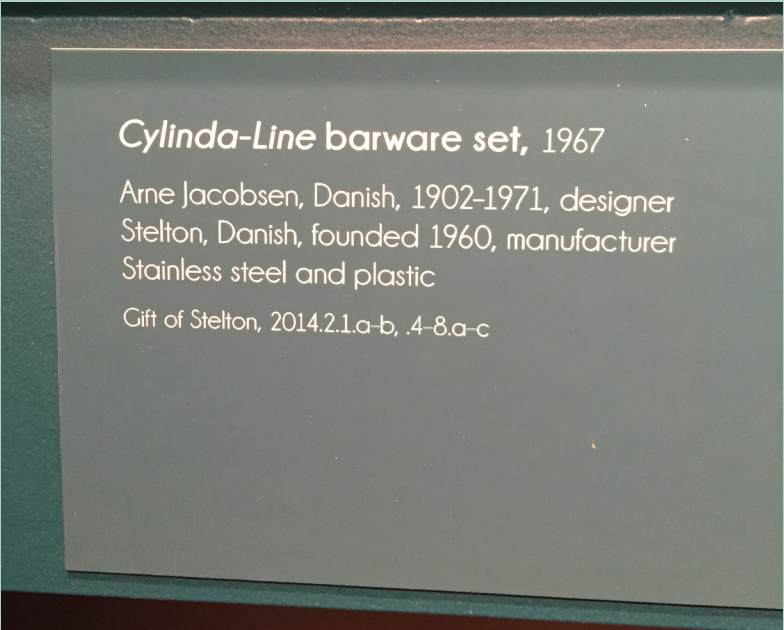 Cylinda-Line barware set, 1967
Arne Jacobsen, Danish, 1902–1971, designer
Stelton, Danish, founded 1960, manufacturer
Stainless steel and plastic
Gift of Stelton, 2014.2.1.a–b, .4–8.a–c